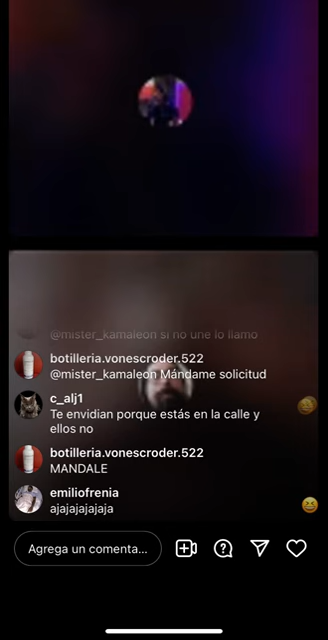 @mister_kamaleon si no une lo llamo
botilleria.vonescroder.522
@mister_kamaleon Mándame solicitud
c_alj1
Te envidian porque estás en la calle y
ellos no
botilleria.vonescroder.522
MANDALE
emiliofrenia
ajajajajajaja
Agrega un comenta...